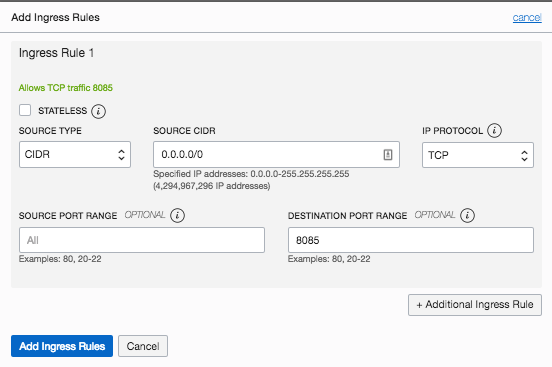 Add Ingress Rules cancel
Ingress Rule 1
Allows TCP traffic 8085
STATELESS i
SOURCE TYPE SOURCE CIDR IP PROTOCOL i
CIDR 0.0.0.0/0 TCP
Specified IP addresses: 0.0.0.0-255.255.255.255
(4,294,967,296 IP addresses)
SOURCE PORT RANGE OPTIONAL i DESTINATION PORT RANGE OPTIONAL i
All 8085
Examples: 80, 20-22 Examples: 80, 20-22
+ Additional Ingress Rule
Add Ingress Rules Cancel